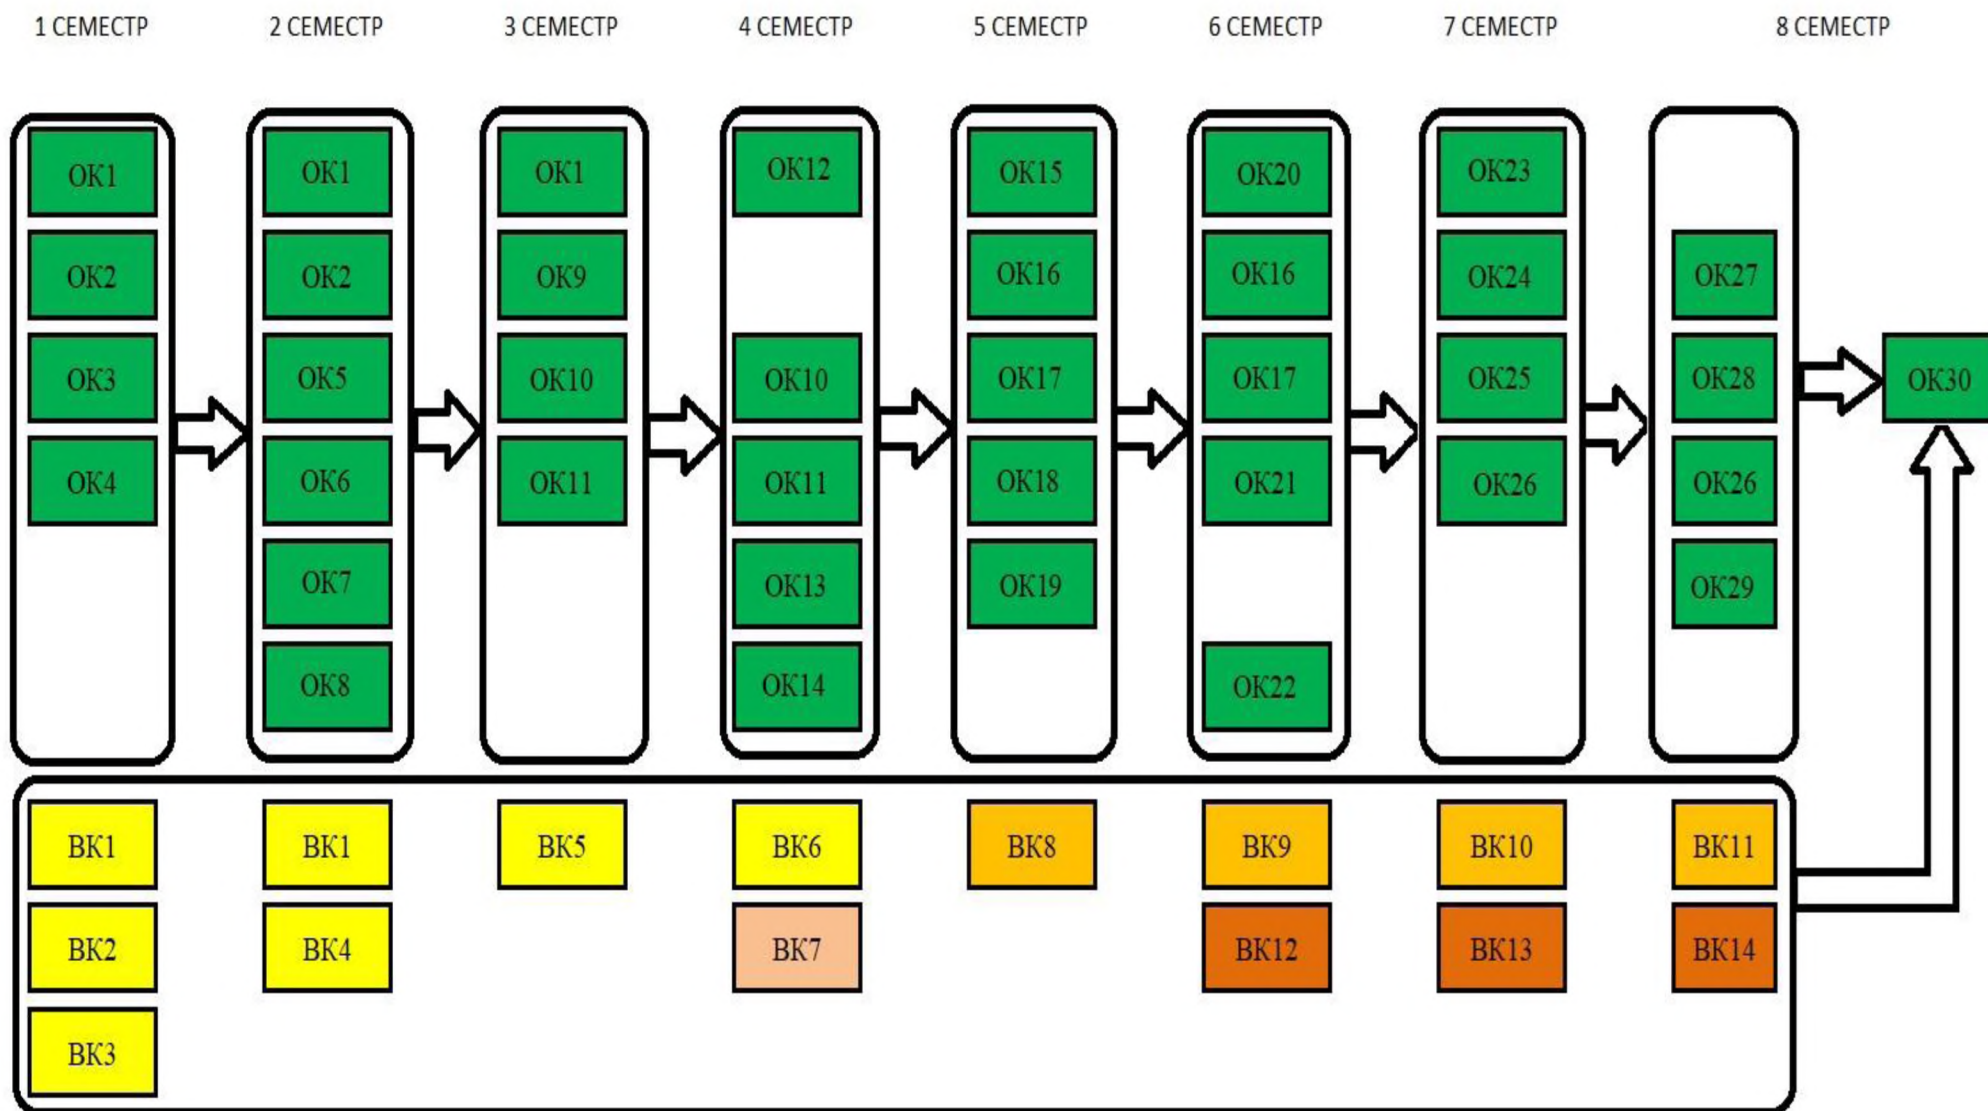 1 СЕМЕСТР 2 СЕМЕСТР 3 СЕМЕСТР 4 СЕМЕСТР 5 СЕМЕСТР 6 СЕМЕСТР 7 СЕМЕСТР 8 СЕМЕСТР
ОК1 ОК1 ОК1 ОК12 ОК15 ОК20 ОК23
ОК2 ОК2 ОК9 ОК16 ОК16 ОК24 ОК27
ОК3 ОК5 ОК10 ОК10 ОК17 ОК17 ОК25 ОК28 ОК30
ОК4 ОК6 ОК11 ОК11 ОК18 ОК21 ОК26 ОК26
ОК7 ОК13 ОК19 ОК29
ОК8 ОК14 ОК22
ВК1 ВК1 ВК5 ВК6 ВК8 ВК9 ВК10 ВК11
ВК2 ВК4 ВК7 ВК12 ВК13 ВК14
ВК3